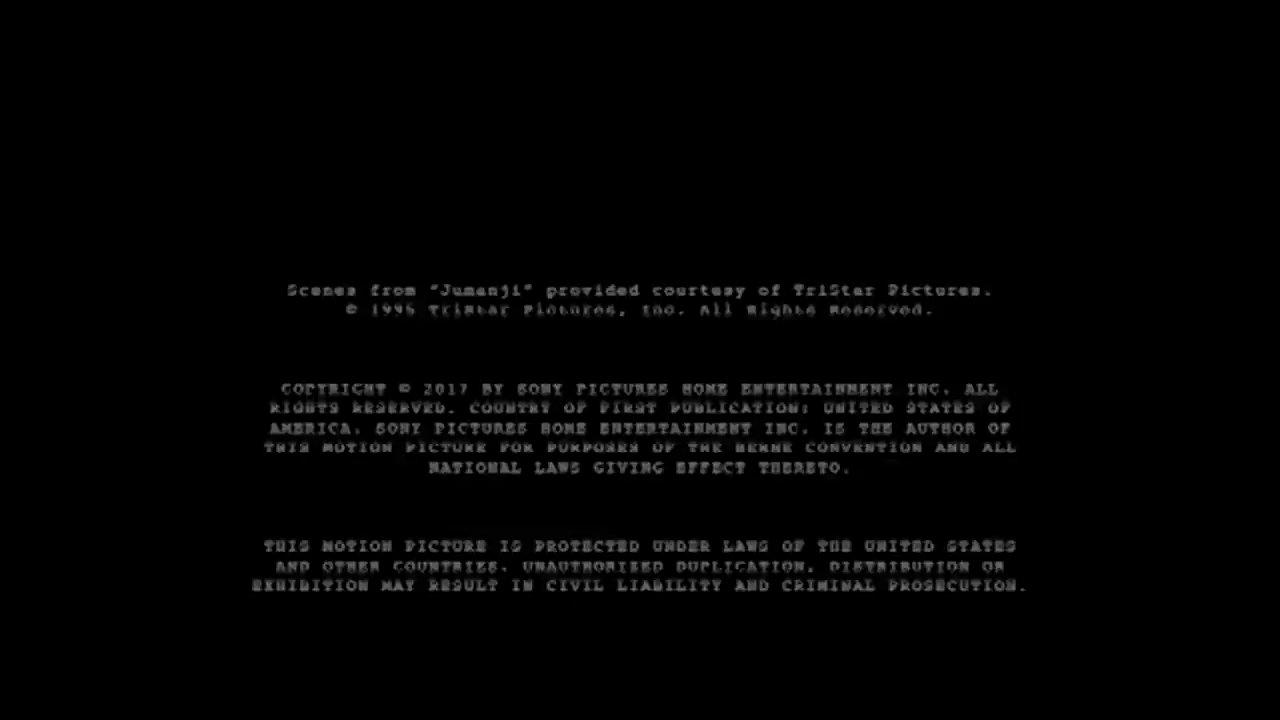 Scenes from "Jumanji" provided courtesy of TriStar Pictures.
© 1995 TriStar Pictures, Inc. All Rights Reserved.
COPYRIGHT © 2017 BY SONY PICTURES HOME ENTERTAINMENT INC. ALL
RIGHTS RESERVED. COUNTRY OF FIRST PUBLICATION: UNITED STATES OF
AMERICA. SONY PICTURES HOME ENTERTAINMENT INC. IS THE AUTHOR OF
THIS MOTION PICTURE FOR PURPOSES OF THE BERNE CONVENTION AND ALL
NATIONAL LAWS GIVING EFFECT THERETO.
THIS MOTION PICTURE IS PROTECTED UNDER LAWS OF THE UNITED STATES
AND OTHER COUNTRIES. UNAUTHORIZED DUPLICATION, DISTRIBUTION OR
EXHIBITION MAY RESULT IN CIVIL LIABILITY AND CRIMINAL PROSECUTION.